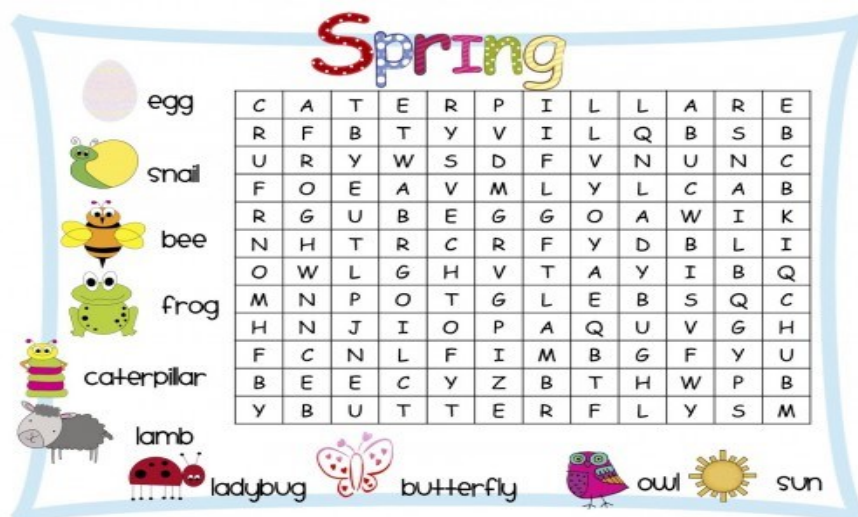 Spring
egg
snail
bee
frog
caterpillar
lamb
ladybug
butterfly
owl
sun
C A T E R P I L L A R E
R F B T Y V I L Q B S B
U R Y W S D F V N U N C
F O E A V M L Y L C A B
R G U B E G G O A W I K
N H T R C R F Y D B L I
O W L G H V T A Y I B Q
M N P O T G L E B S Q C
H N J I O P A Q U V G H
F C N L F I M B G F Y U
B E E C Y Z B T H W P B
Y B U T T E R F L Y S M